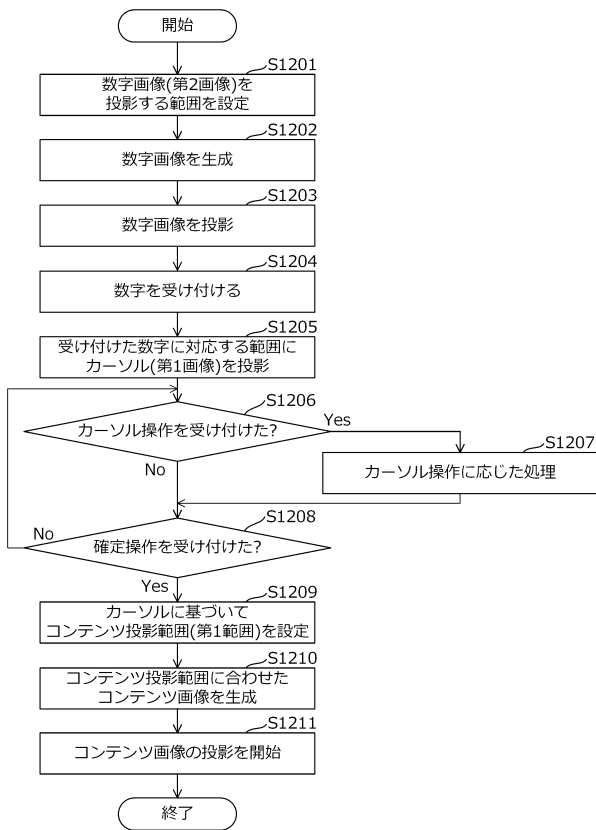 開始
S1201
数字画像(第2画像)を
投影する範囲を設定
S1202
数字画像を生成
S1203
数字画像を投影
S1204
数字を受け付ける
S1205
受け付けた数字に対応する範囲に
カーソル(第1画像)を投影
S1206
カーソル操作を受け付けた?
Yes
No
S1207
カーソル操作に応じた処理
S1208
確定操作を受け付けた?
No
Yes
S1209
カーソルに基づいて
コンテンツ投影範囲(第1範囲)を設定
S1210
コンテンツ投影範囲に合わせた
コンテンツ画像を生成
S1211
コンテンツ画像の投影を開始
終了